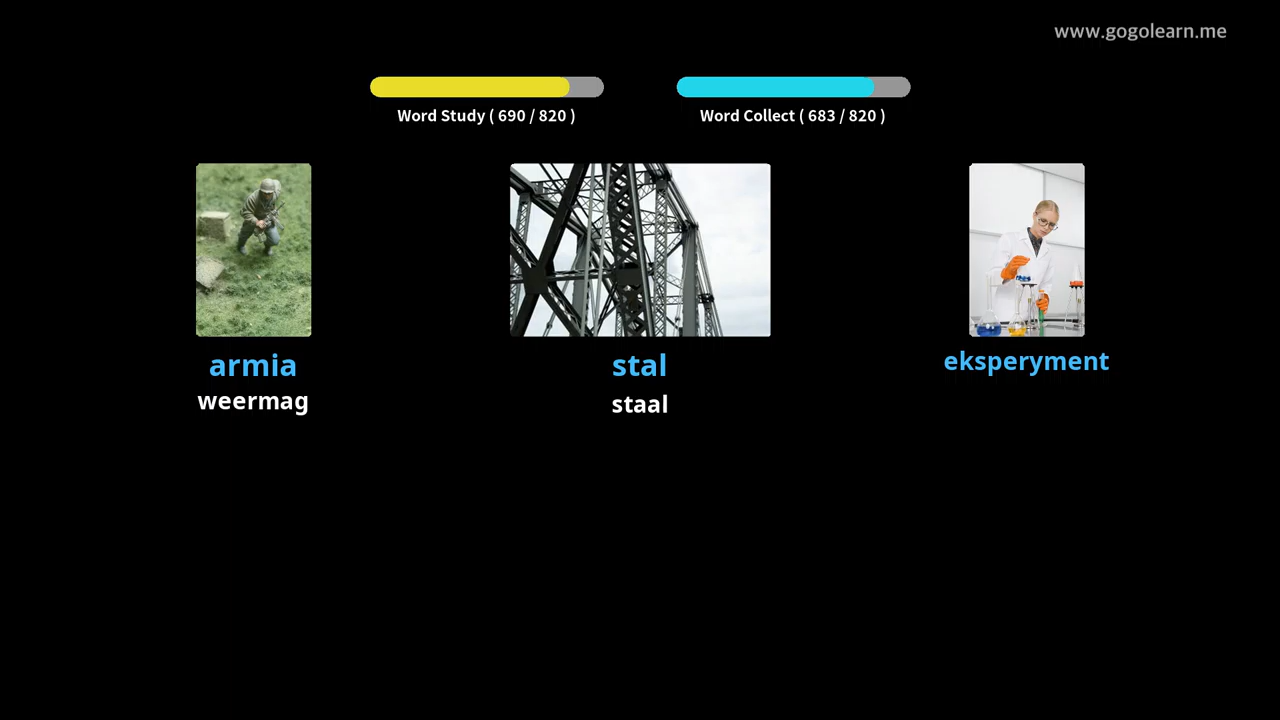 www.gogolearn.me
Word Study ( 690 / 820 )
Word Collect ( 683 / 820 )
armia
weermag
stal
staal
eksperyment